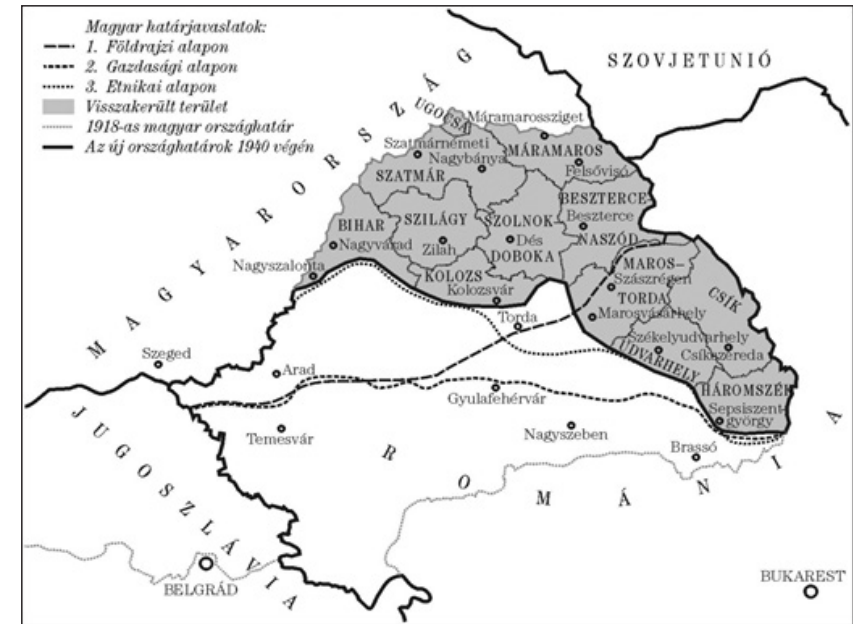 Magyar határjavaslatok:
1. Földrajzi alapon
2. Gazdasági alapon
3. Etnikai alapon
Visszakerült terület
1918-as magyar országhatár
Az új országhatárok 1940 végén
SZOVJETUNIÓ
MAGYARORSZÁG
UGOCSA
Máramarossziget
Szatmárnémeti
Nagybánya
MÁRAMAROS
Felsővisó
SZATMÁR
BESZTERCE-
Beszterce
NASZÓD
BIHAR
SZILÁGY
SZOLNOK
Nagyvárad
Zilah
Dés
DOBOKA
MAROS-
Szászrégen
CSÍK
Nagyszalonta
KOLOZS
Kolozsvár
TORDA
Marosvásárhely
Torda
Székelyudvarhely
Csíkszereda
UDVARHELY
Szeged
Arad
HÁROMSZÉK
Gyulafehérvár
Sepsiszent-
györgy
Temesvár
Nagyszeben
Brassó
JUGOSZLÁVIA
ROMÁNIA
BELGRÁD
BUKAREST